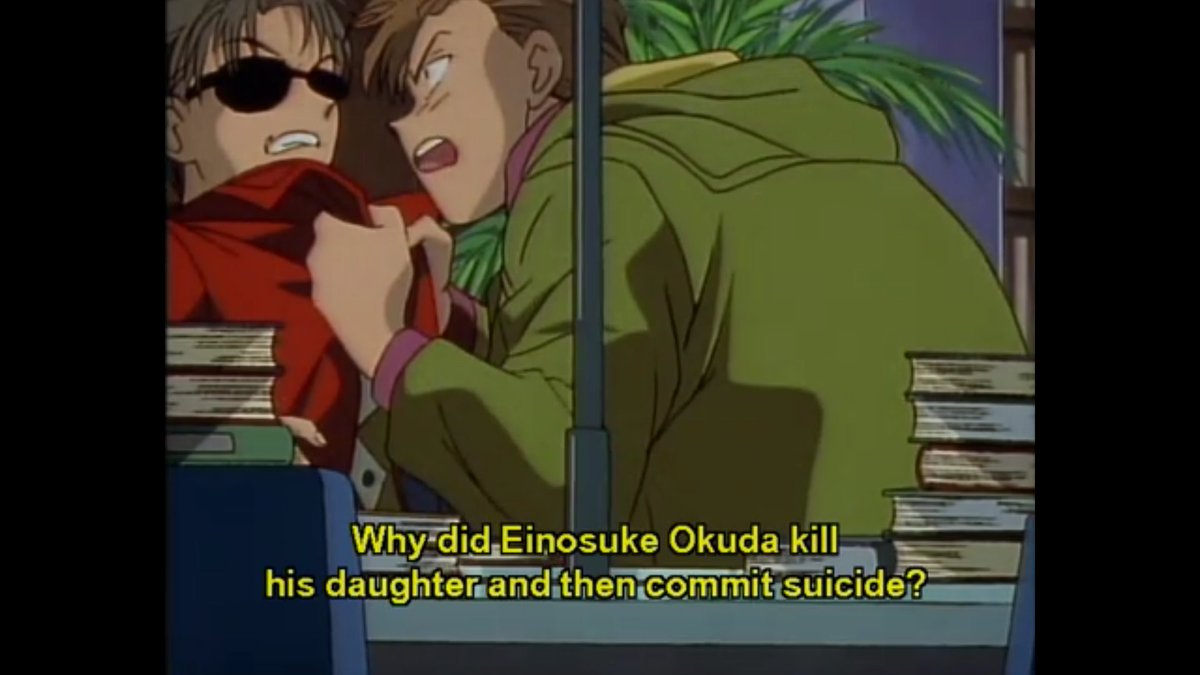 Why did Einosuke Okuda kill
his daughter and then commit suicide?